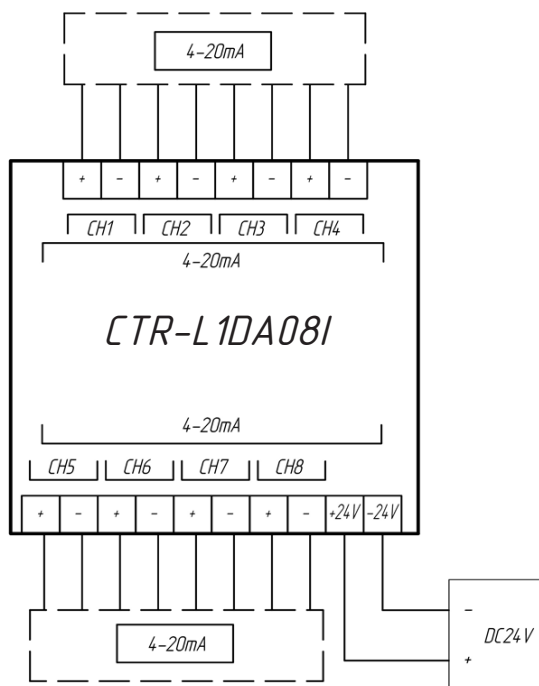 4-20mA
+ - + - + - + -
CH1 CH2 CH3 CH4
4-20mA
CTR-L1DA08I
4-20mA
CH5 CH6 CH7 CH8
+ - + - + - + - +24V -24V
4-20mA
-
DC24V
+